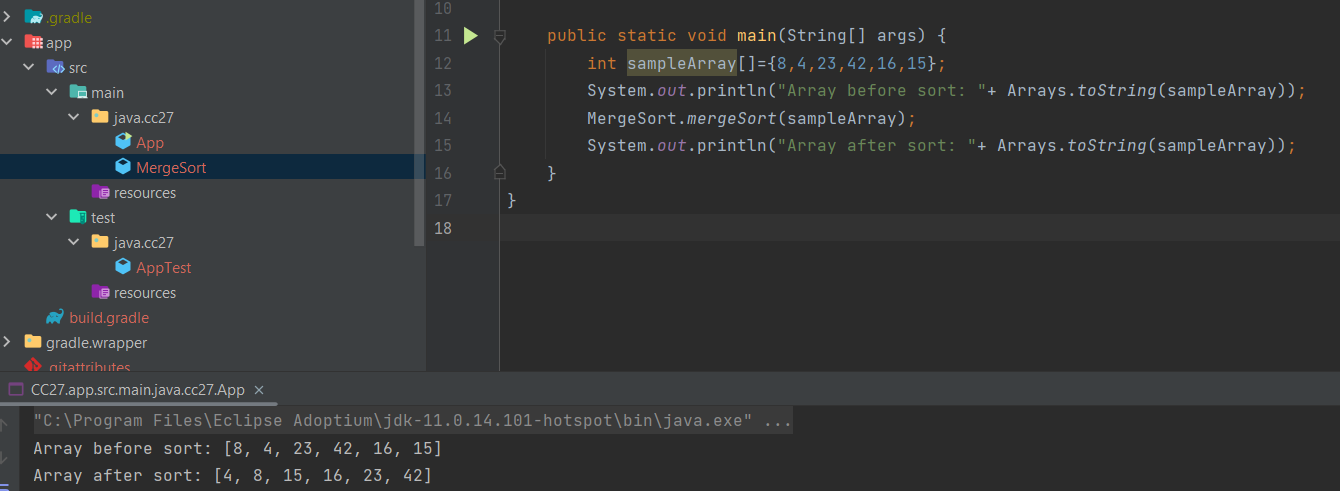 .gradle
app
src
main
java.cc27
App
MergeSort
resources
test
java.cc27
AppTest
resources
build.gradle
gradle.wrapper
.gitattributes
10
11 public static void main(String[] args) {
12 int sampleArray[]={8,4,23,42,16,15};
13 System.out.println("Array before sort: "+ Arrays.toString(sampleArray));
14 MergeSort.mergeSort(sampleArray);
15 System.out.println("Array after sort: "+ Arrays.toString(sampleArray));
16 }
17 }
18
CC27.app.src.main.java.cc27.App ×
"C:\Program Files\Eclipse Adoptium\jdk-11.0.14.101-hotspot\bin\java.exe" ...
Array before sort: [8, 4, 23, 42, 16, 15]
Array after sort: [4, 8, 15, 16, 23, 42]